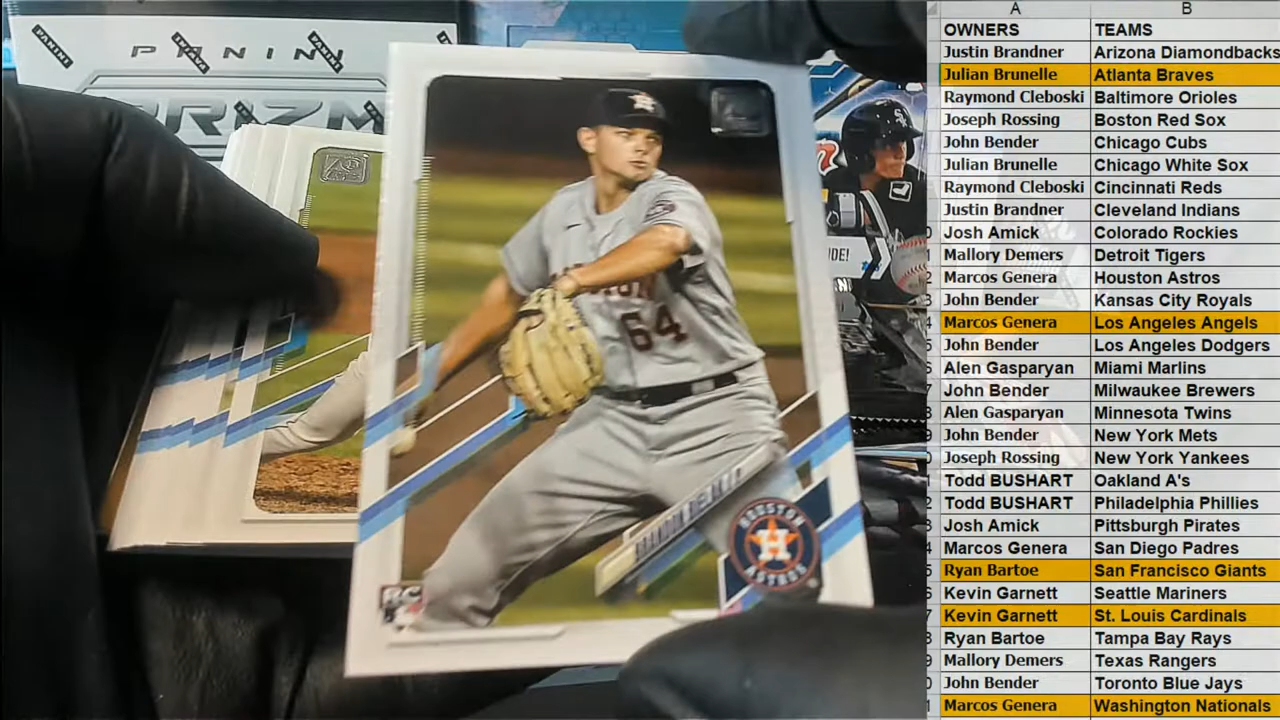 PANINI
PRIZM
70
64
BRANDON BIELAK
HOUSTON
H
ASTROS
RC
UDE!
A B
OWNERS TEAMS
Justin Brandner Arizona Diamondbacks
Julian Brunelle Atlanta Braves
Raymond Cleboski Baltimore Orioles
Joseph Rossing Boston Red Sox
John Bender Chicago Cubs
Julian Brunelle Chicago White Sox
Raymond Cleboski Cincinnati Reds
Justin Brandner Cleveland Indians
Josh Amick Colorado Rockies
Mallory Demers Detroit Tigers
Marcos Genera Houston Astros
John Bender Kansas City Royals
Marcos Genera Los Angeles Angels
John Bender Los Angeles Dodgers
Alen Gasparyan Miami Marlins
John Bender Milwaukee Brewers
Alen Gasparyan Minnesota Twins
John Bender New York Mets
Joseph Rossing New York Yankees
Todd BUSHART Oakland A's
Todd BUSHART Philadelphia Phillies
Josh Amick Pittsburgh Pirates
Marcos Genera San Diego Padres
Ryan Bartoe San Francisco Giants
Kevin Garnett Seattle Mariners
Kevin Garnett St. Louis Cardinals
Ryan Bartoe Tampa Bay Rays
Mallory Demers Texas Rangers
John Bender Toronto Blue Jays
Marcos Genera Washington Nationals